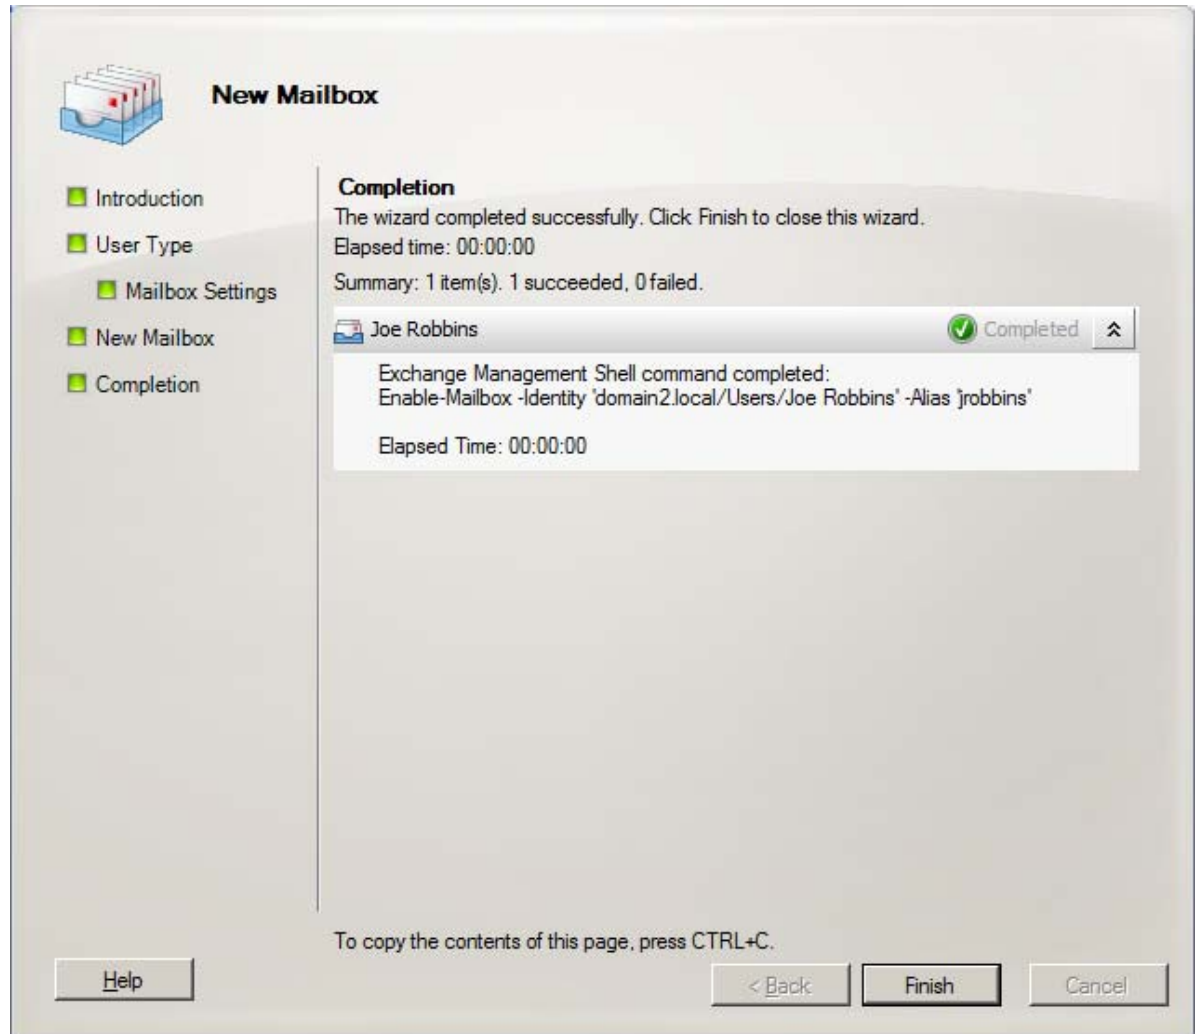 New Mailbox
Introduction
User Type
Mailbox Settings
New Mailbox
Completion
Completion
The wizard completed successfully. Click Finish to close this wizard.
Elapsed time: 00:00:00
Summary: 1 item(s). 1 succeeded, 0 failed.
Joe Robbins
Completed
Exchange Management Shell command completed:
Enable-Mailbox -Identity 'domain2.local/Users/Joe Robbins' -Alias 'jrobbins'
Elapsed Time: 00:00:00
To copy the contents of this page, press CTRL+C.
Help
< Back
Finish
Cancel